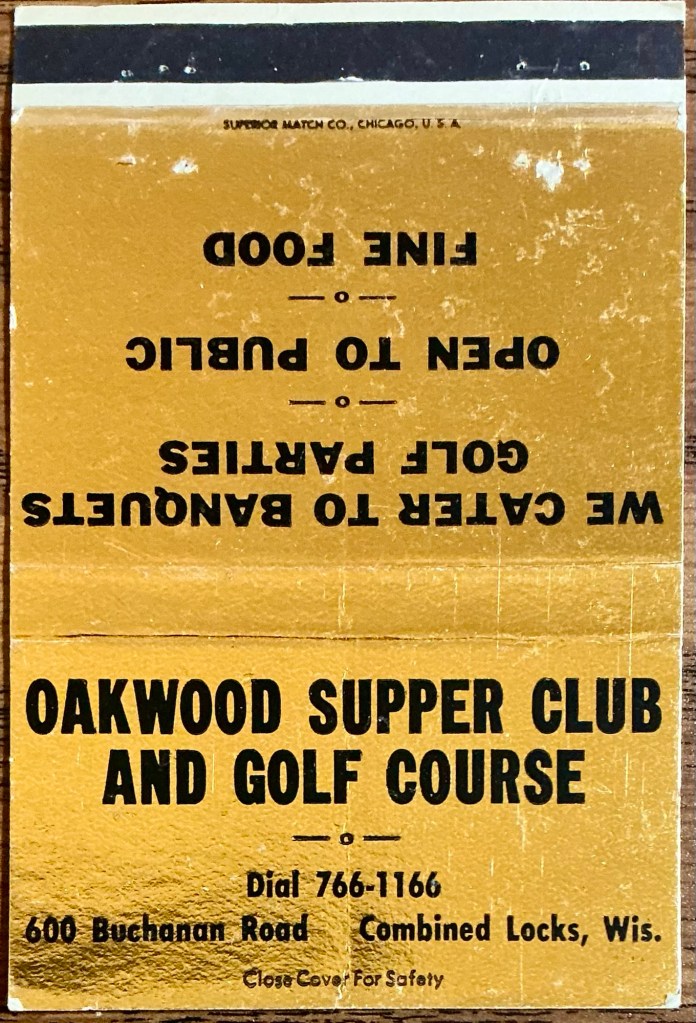 SUPERIOR MATCH CO., CHICAGO, U. S. A.
WE CATER TO BANQUETS
GOLF PARTIES
OPEN TO PUBLIC
FINE FOOD
OAKWOOD SUPPER CLUB
AND GOLF COURSE
Dial 766-1166
600 Buchanan Road Combined Locks, Wis.
Close Cover For Safety